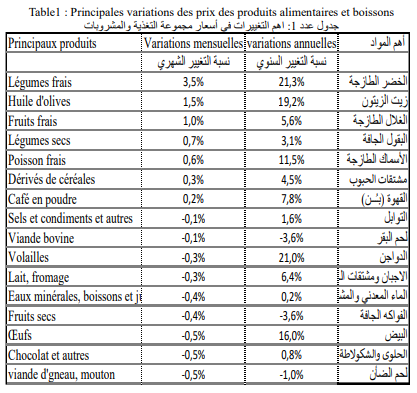 Table1 : Principales variations des prix des produits alimentaires et boissons
جدول عدد 1: اهم التغييرات في أسعار مجموعة التغذية والمشروبات
Principaux produits Variations mensuelles variations annuelles أهم المواد
نسبة التغيير الشهري نسبة التغيير السنوي
Légumes frais 3,5% 21,3% الخضر الطازجة
Huile d'olives 1,5% 19,2% زيت الزيتون
Fruits frais 1,0% 5,6% الغلال الطازجة
Légumes secs 0,7% 3,1% البقول الجافة
Poisson frais 0,6% 11,5% الأسماك الطازجة
Dérivés de céréales 0,3% 4,5% مشتقات الحبوب
Café en poudre 0,2% 7,8% القهوة (بُــن)
Sels et condiments et autres -0,1% 1,6% التوابل
Viande bovine -0,1% -3,6% لحم البقر
Volailles -0,3% 21,0% الدواجن
Lait, fromage -0,3% 6,4% الاجبان ومشتقات الـ
Eaux minérales, boissons et ju -0,4% 0,2% الماء المعدني والمشـ
Fruits secs -0,4% -3,6% الفواكه الجافة
Œufs -0,5% 16,0% البيض
Chocolat et autres -0,5% 0,8% الحلوى والشكولاطة
viande d'gneau, mouton -0,5% -1,0% لحم الضأن